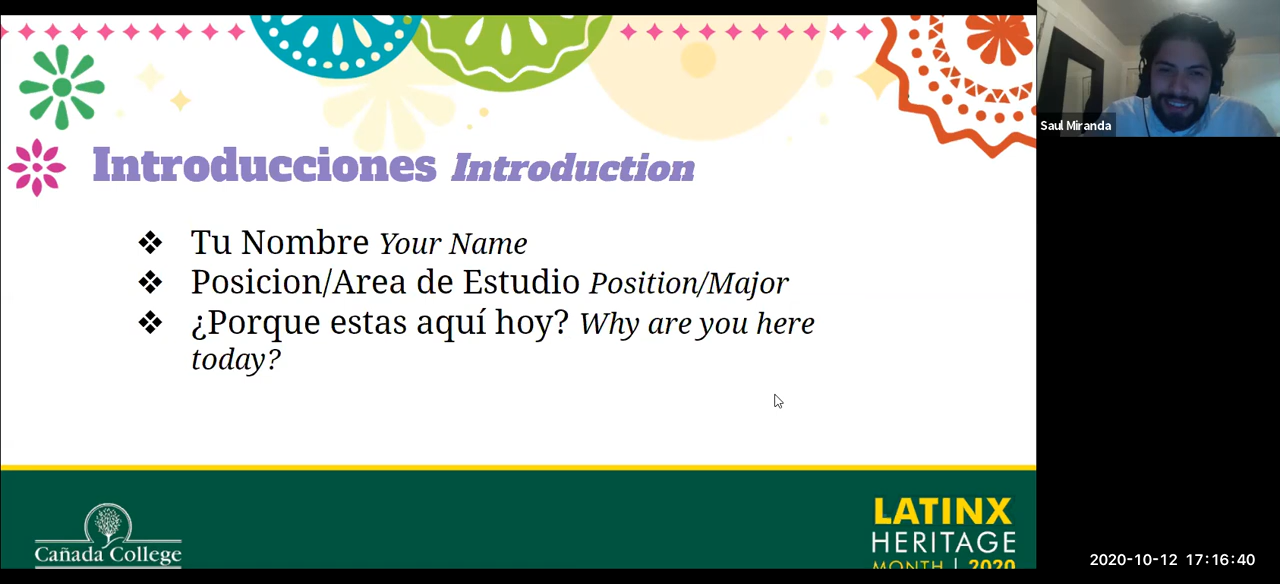 Saul Miranda
Introducciones Introduction
❖ Tu Nombre Your Name
❖ Posicion/Area de Estudio Position/Major
❖ ¿Porque estas aquí hoy? Why are you here
today?
Cañada College
LATINX
HERITAGE
MONTH | 2020
2020-10-12 17:16:40